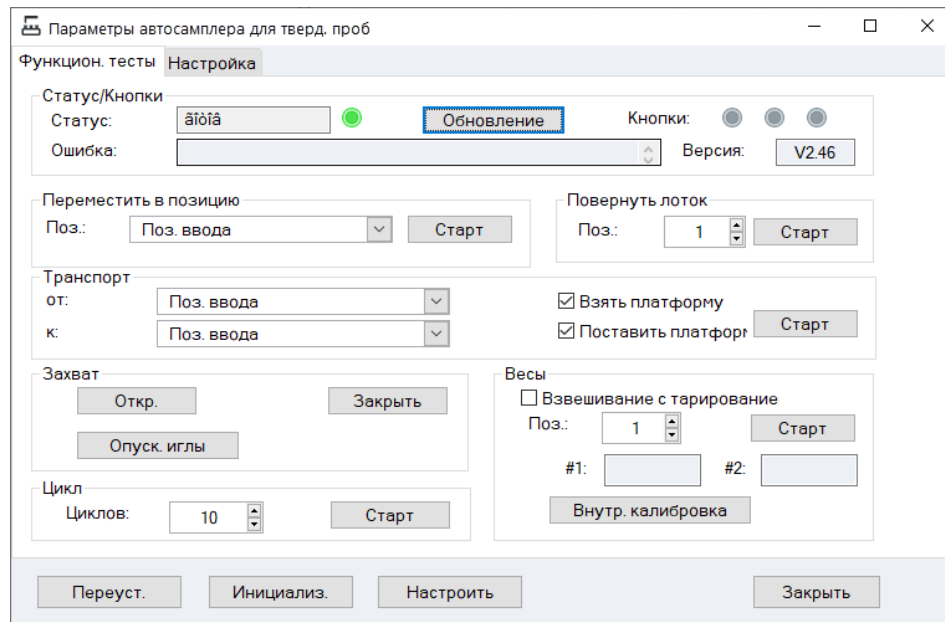 Параметры автосамплера для тверд. проб
Функцион. тесты Настройка
Статус/Кнопки
Статус: ãîòîâ Обновление Кнопки:
Ошибка: Версия: V2.46
Переместить в позицию Повернуть лоток
Поз.: Поз. ввода Старт Поз.: 1 Старт
Транспорт
от: Поз. ввода Взять платформу
к: Поз. ввода Поставить платфорг Старт
Захват Весы
Откр. Закрыть Взвешивание с тарирование
Поз.: 1 Старт
Опуск. иглы
#1: #2:
Цикл
Циклов: 10 Старт Внутр. калибровка
Переуст. Инициализ. Настроить Закрыть